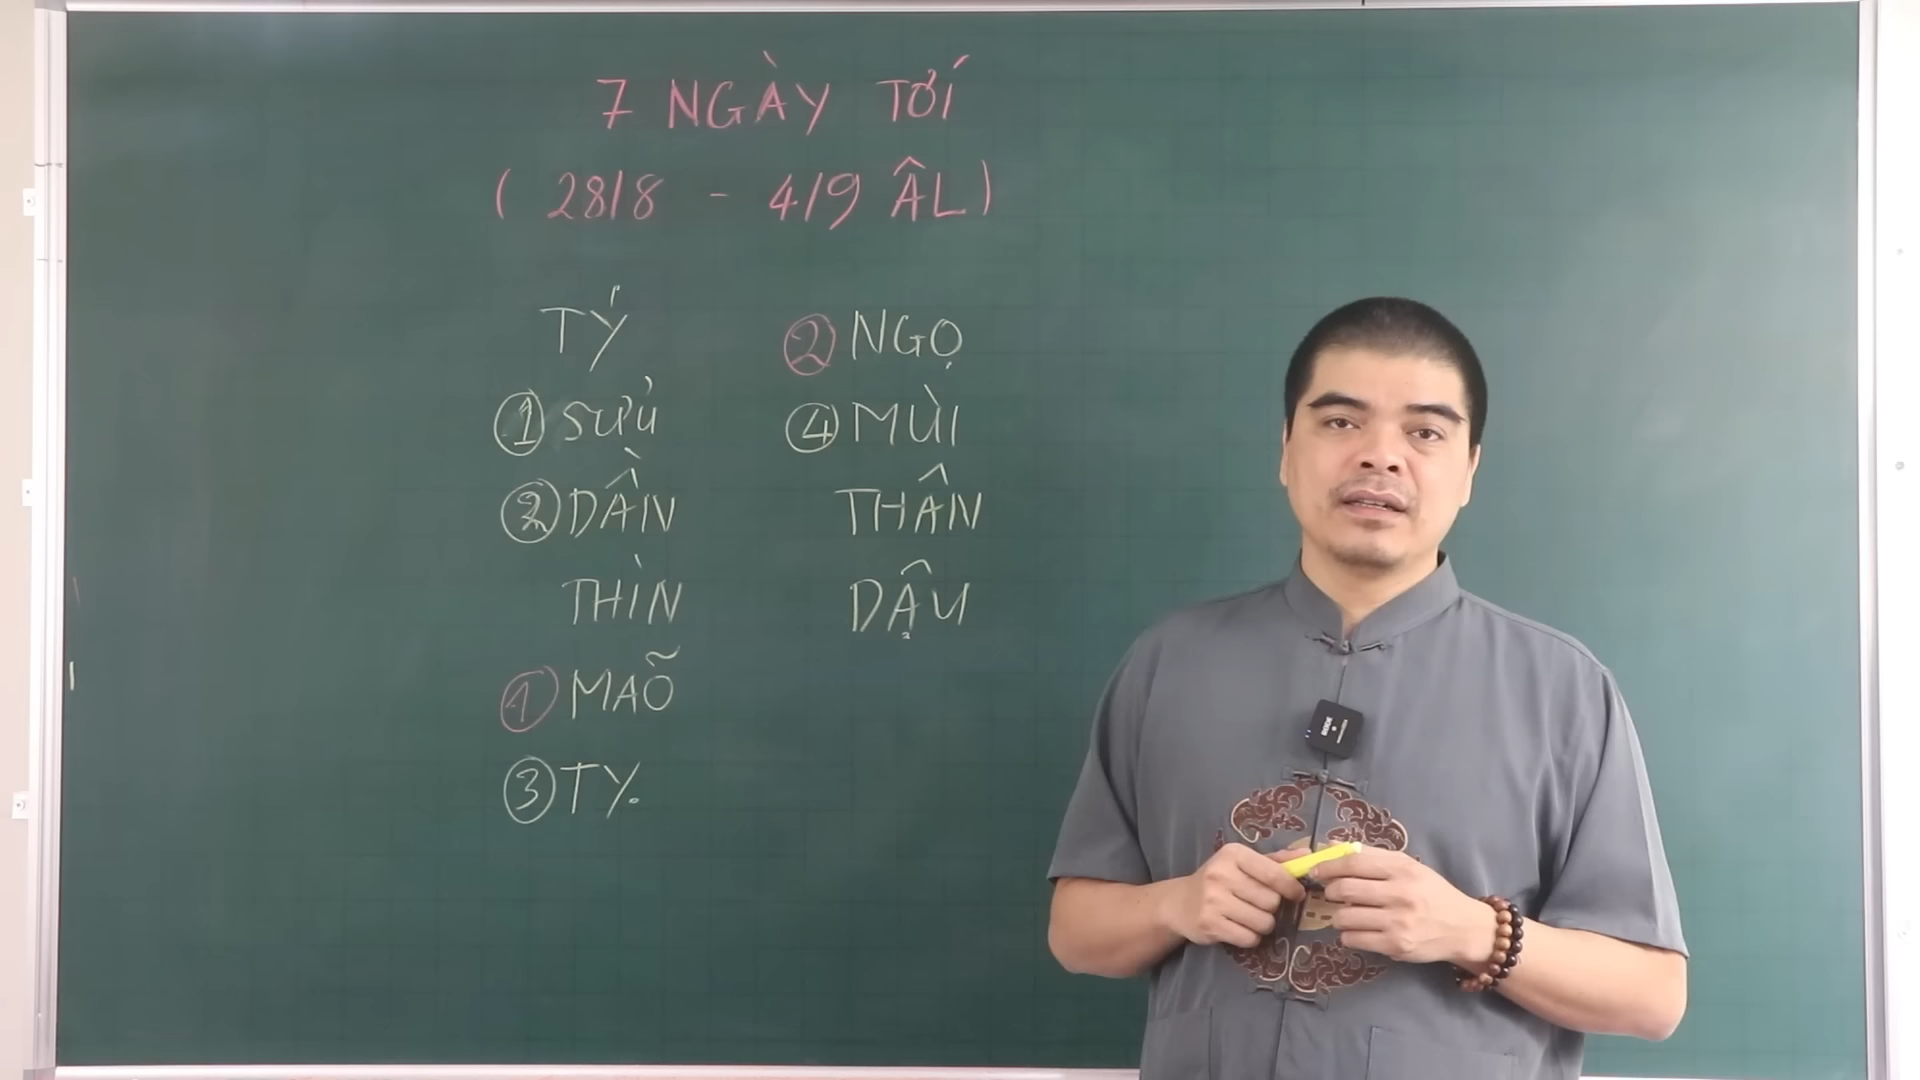 7 NGÀY TỚI
( 28/8 - 4/9 ÂL )
TÝ
① SỬU
② DẦN
THÌN
① MAÕ
③ TỴ
② NGỌ
④ MÙI
THÂN
DẬU